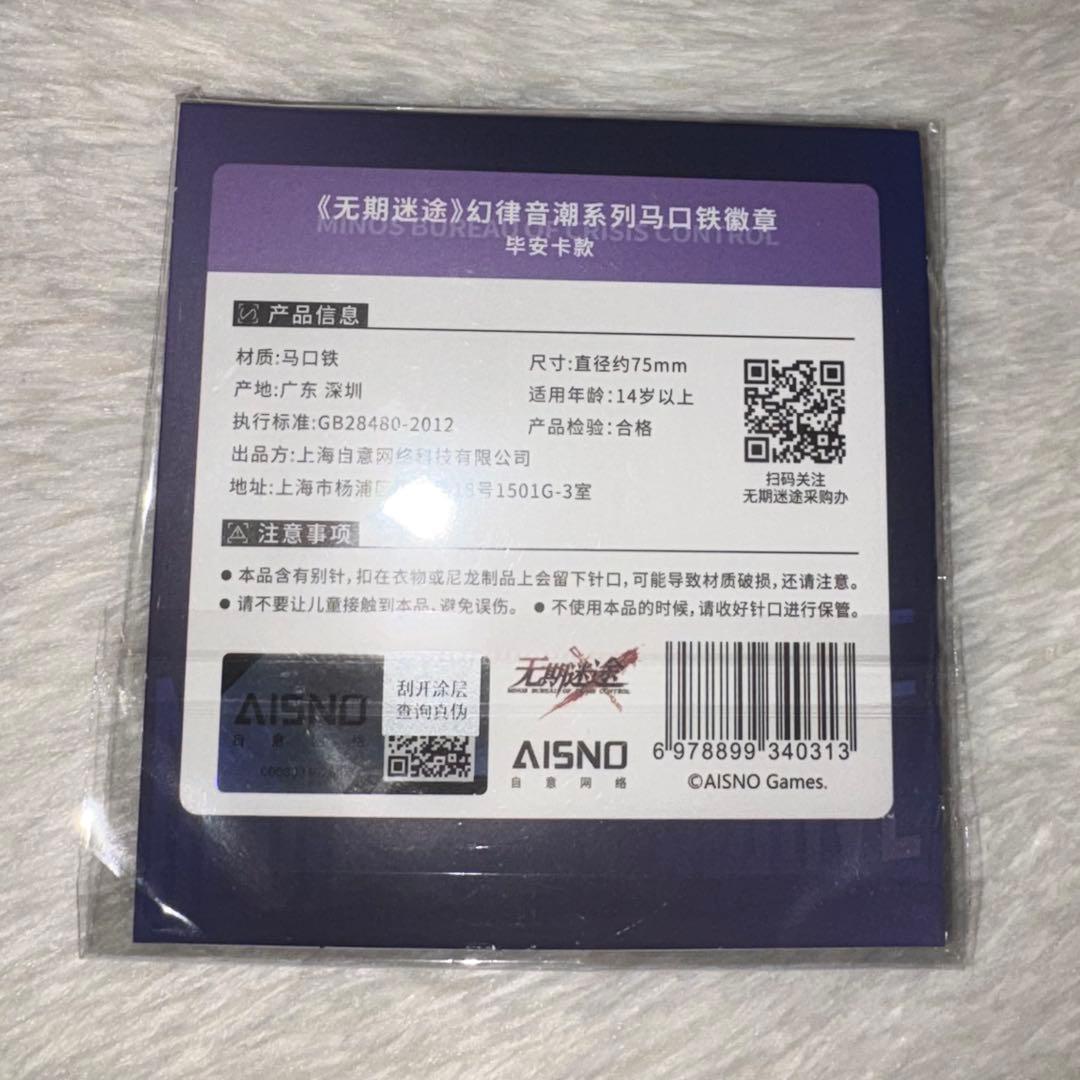 《无期迷途》幻律音潮系列马口铁徽章
MINOS BUREAU OF CRISIS CONTROL
毕安卡款
产品信息
材质:马口铁
尺寸:直径约75mm
产地:广东 深圳
适用年龄:14岁以上
执行标准:GB28480-2012
产品检验:合格
出品方:上海自意网络科技有限公司
地址:上海市杨浦区 18号1501G-3室
扫码关注
无期迷途采购办
注意事项
● 本品含有别针,扣在衣物或尼龙制品上会留下针口,可能导致材质破损,还请注意。
● 请不要让儿童接触到本品,避免误伤。 ● 不使用本品的时候,请收好针口进行保管。
AISNO
自意网络
刮开涂层
查询真伪
无期迷途
MINOS BUREAU OF CRISIS CONTROL
AISNO
自意网络
6 978899 340313
©AISNO Games.